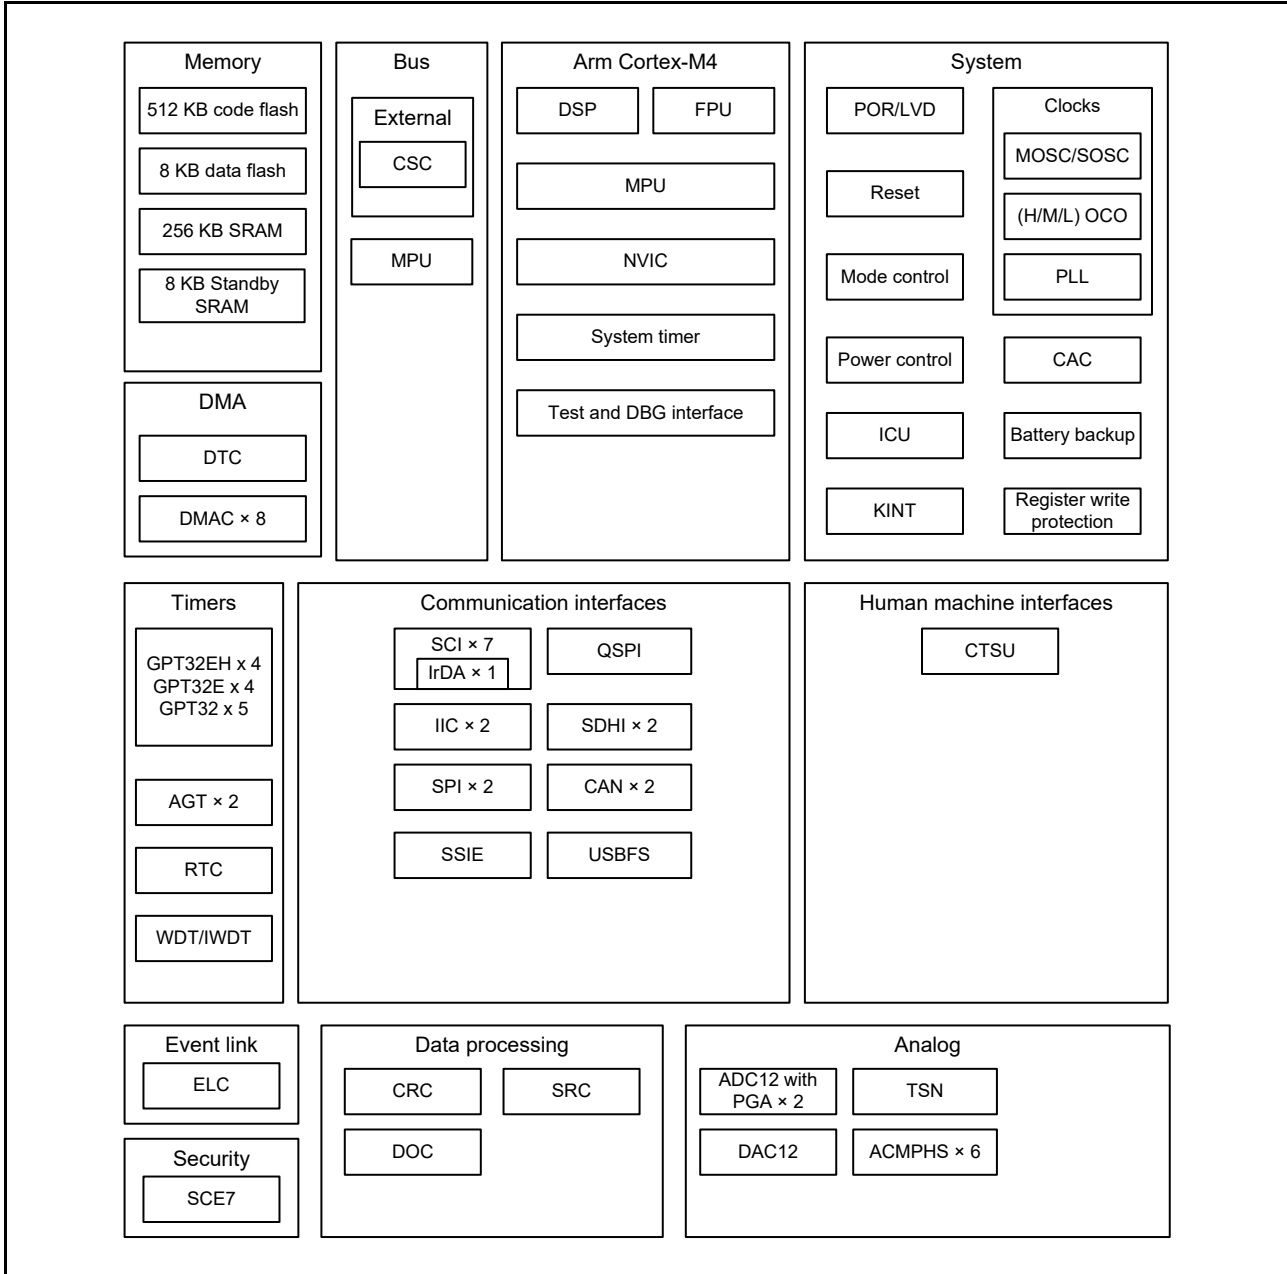 Memory
512 KB code flash
8 KB data flash
256 KB SRAM
8 KB Standby
SRAM
DMA
DTC
DMAC × 8
Bus
External
CSC
MPU
Arm Cortex-M4
DSP
FPU
MPU
NVIC
System timer
Test and DBG interface
System
POR/LVD
Reset
Mode control
Power control
ICU
KINT
Clocks
MOSC/SOSC
(H/M/L) OCO
PLL
CAC
Battery backup
Register write
protection
Timers
GPT32EH x 4
GPT32E x 4
GPT32 x 5
AGT × 2
RTC
WDT/IWDT
Communication interfaces
SCI × 7
IrDA × 1
QSPI
IIC × 2
SDHI × 2
SPI × 2
CAN × 2
SSIE
USBFS
Human machine interfaces
CTSU
Event link
ELC
Security
SCE7
Data processing
CRC
SRC
DOC
Analog
ADC12 with
PGA × 2
TSN
DAC12
ACMPHS × 6